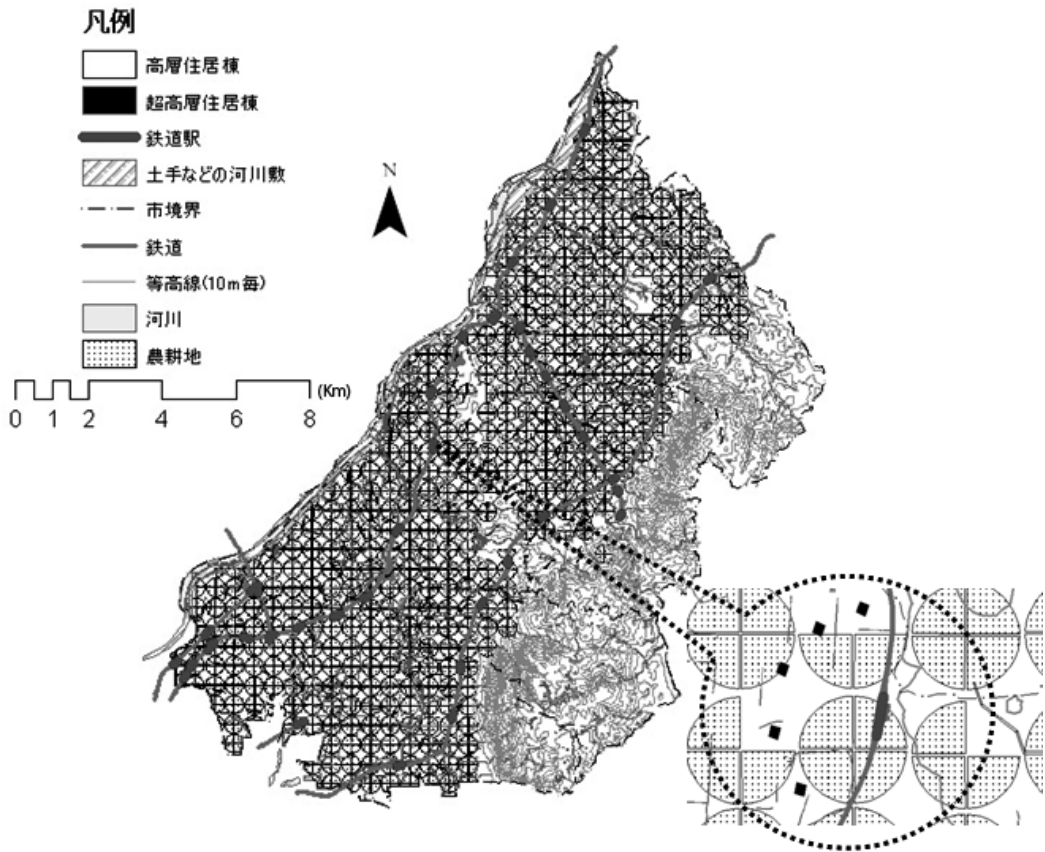 凡例
高層住居棟
超高層住居棟
鉄道駅
土手などの河川敷
市境界
鉄道
等高線(10m毎)
河川
農耕地
(Km)
0 1 2 4 6 8
N